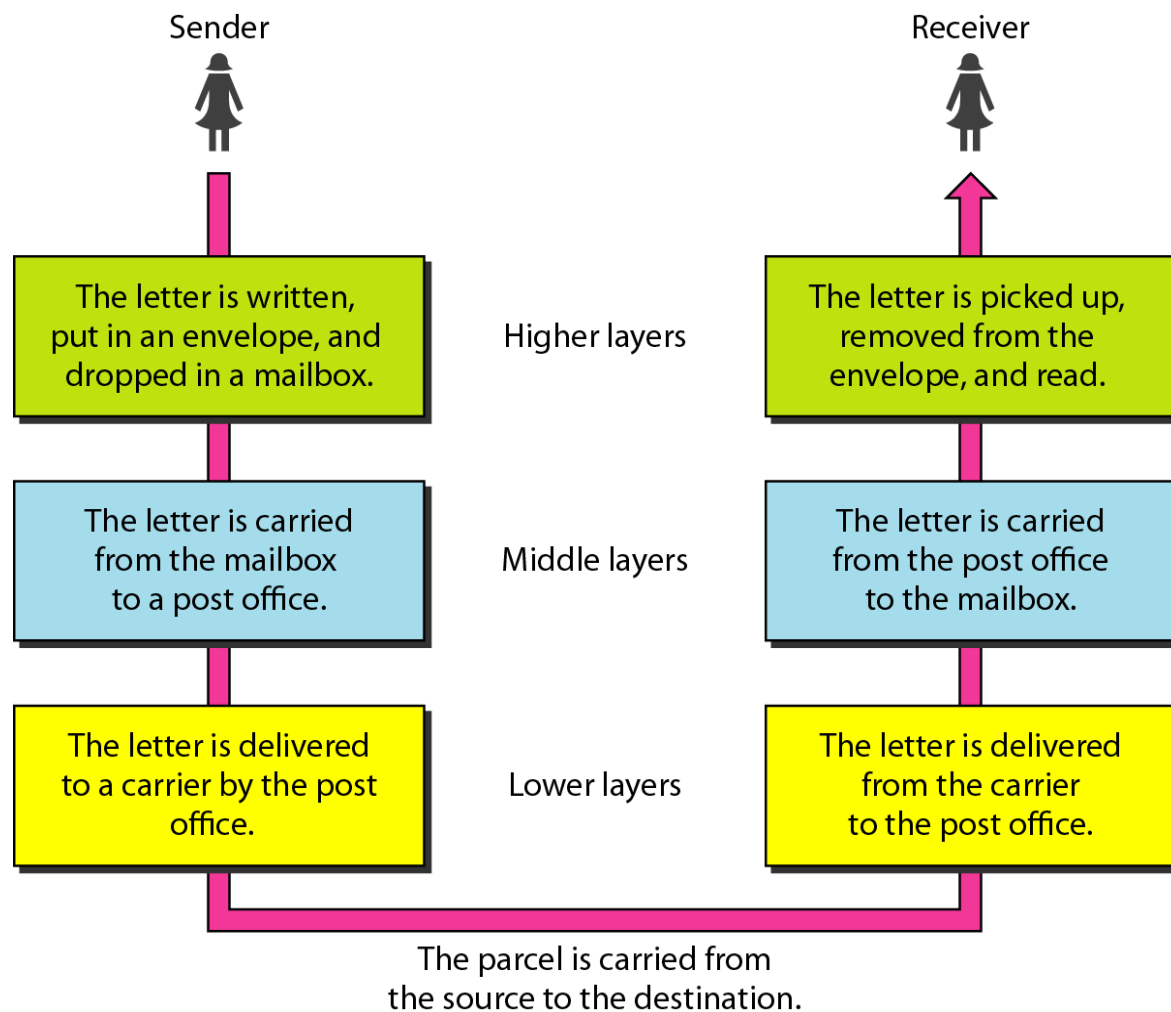 Sender
Receiver
The letter is written,
put in an envelope, and
dropped in a mailbox.
Higher layers
The letter is picked up,
removed from the
envelope, and read.
The letter is carried
from the mailbox
to a post office.
Middle layers
The letter is carried
from the post office
to the mailbox.
The letter is delivered
to a carrier by the post
office.
Lower layers
The letter is delivered
from the carrier
to the post office.
The parcel is carried from
the source to the destination.